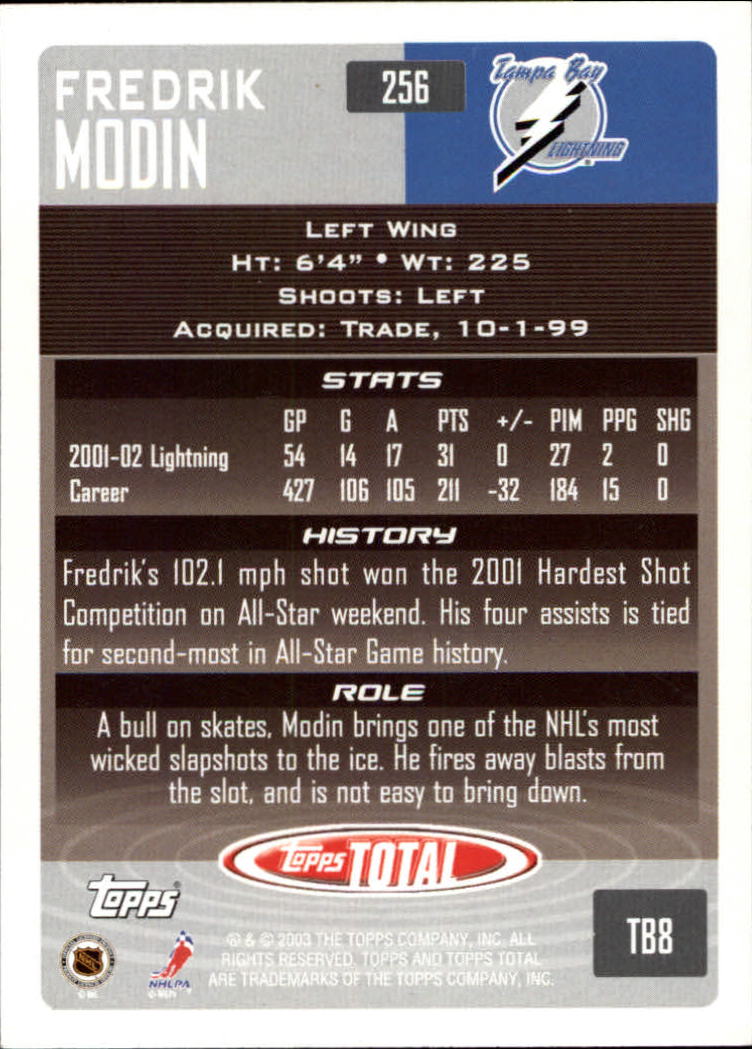 FREDRIK
MODIN
256
Tampa Bay
LIGHTNING
LEFT WING
HT: 6'4" • WT: 225
SHOOTS: LEFT
ACQUIRED: TRADE, 10-1-99
STATS
GP G A PTS +/- PIM PPG SHG
2001-02 Lightning 54 14 17 31 0 27 2 0
Career 427 106 105 211 -32 184 15 0
HISTORY
Fredrik's 102.1 mph shot won the 2001 Hardest Shot
Competition on All-Star weekend. His four assists is tied
for second-most in All-Star Game history.
ROLE
A bull on skates, Modin brings one of the NHL's most
wicked slapshots to the ice. He fires away blasts from
the slot, and is not easy to bring down.
topps TOTAL
topps
TB8
NHL
NHLPA
® & © 2003 THE TOPPS COMPANY, INC. ALL
RIGHTS RESERVED. TOPPS AND TOPPS TOTAL
ARE TRADEMARKS OF THE TOPPS COMPANY, INC.